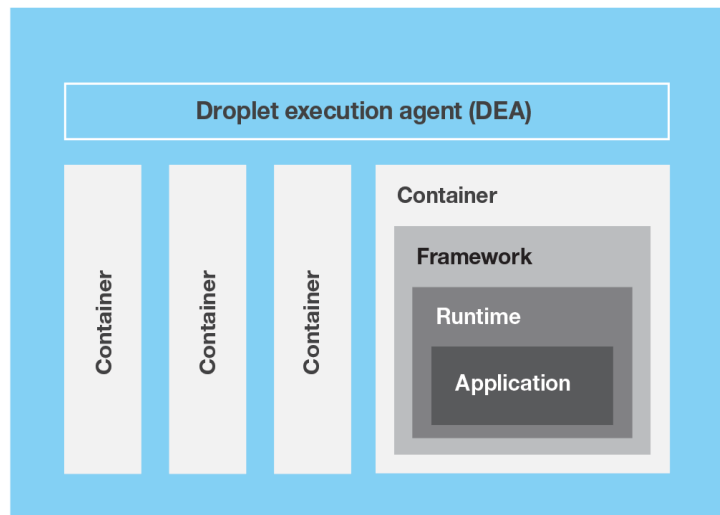 Droplet execution agent (DEA)
Container
Container
Container
Container
Framework
Runtime
Application